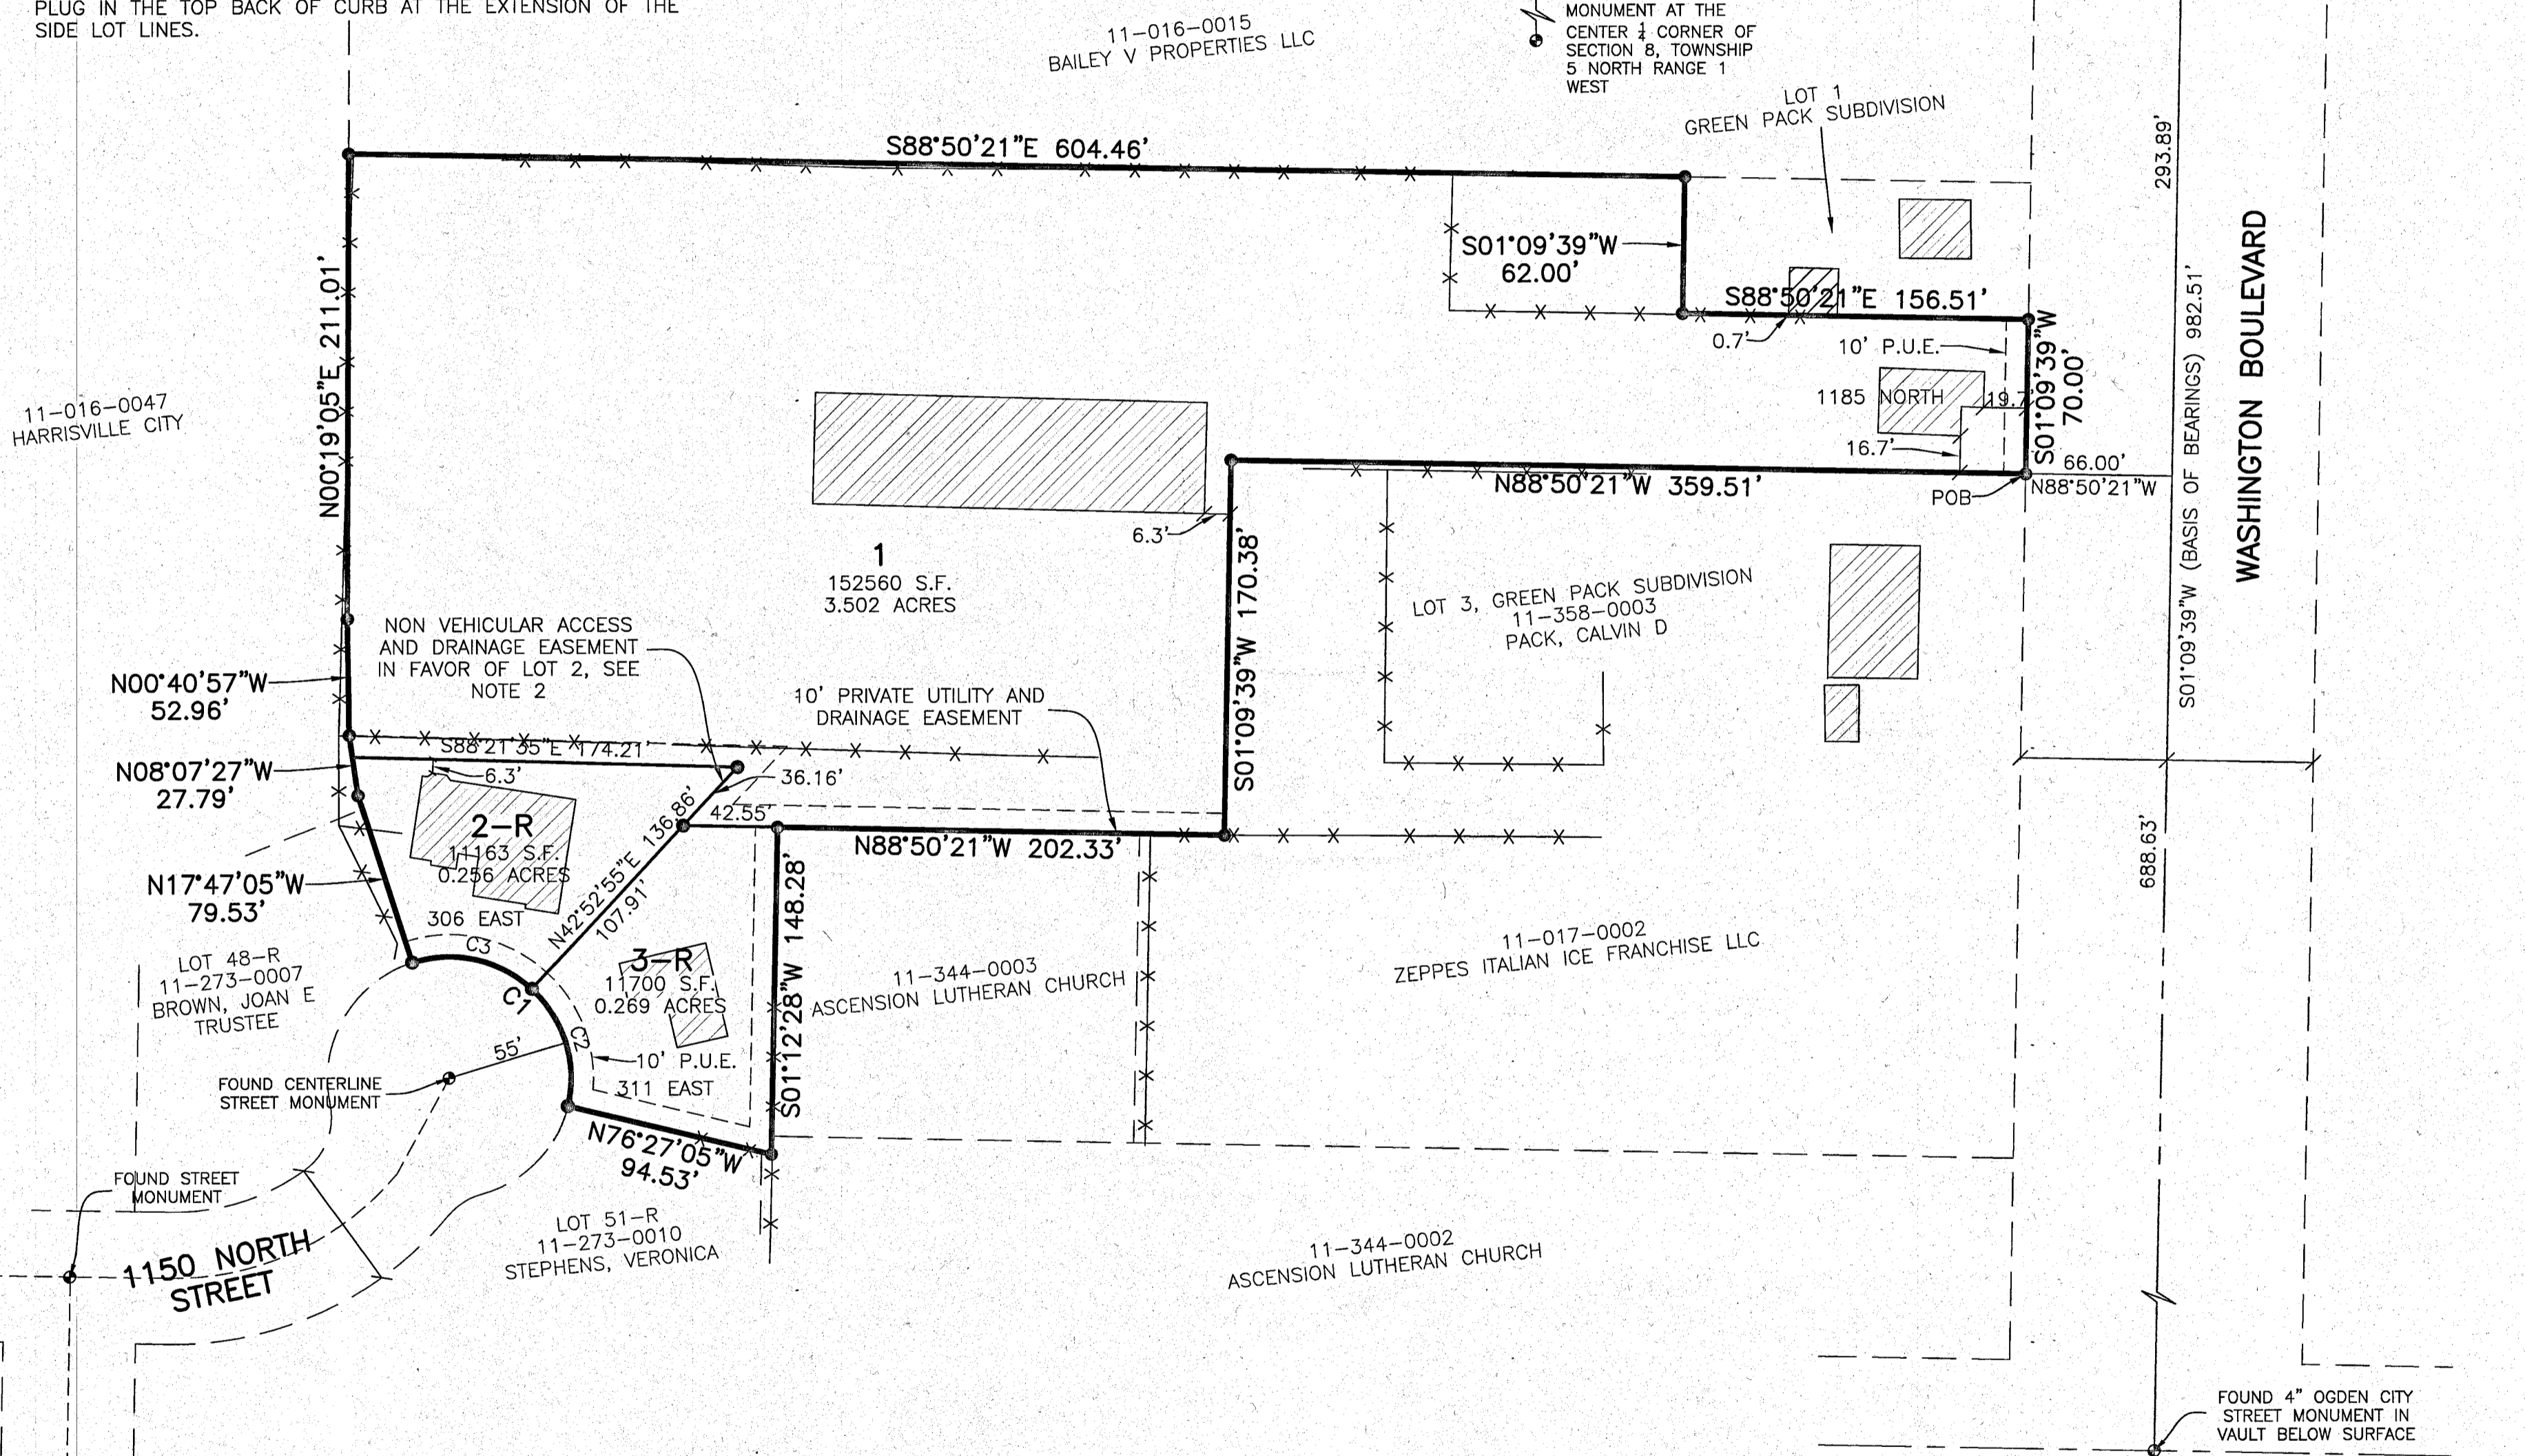 PLUG IN THE TOP BACK OF CURB AT THE EXTENSION OF THE
SIDE LOT LINES.
11-016-0015
BAILEY V PROPERTIES LLC
MONUMENT AT THE
CENTER ¼ CORNER OF
SECTION 8, TOWNSHIP
5 NORTH RANGE 1
WEST
LOT 1
GREEN PACK SUBDIVISION
293.89'
S88°50'21"E 604.46'
S01°09'39"W
62.00'
S88°50'21"E 156.51'
0.7'
10' P.U.E.
1185 NORTH
19.7'
16.7'
S01°09'39"W
70.00'
66.00'
N88°50'21"W
POB
S01°09'39"W (BASIS OF BEARINGS) 982.51'
WASHINGTON BOULEVARD
N00°19'05"E 211.01'
11-016-0047
HARRISVILLE CITY
N88°50'21"W 359.51'
6.3'
1
152560 S.F.
3.502 ACRES
S01°09'39"W 170.38'
LOT 3, GREEN PACK SUBDIVISION
11-358-0003
PACK, CALVIN D
NON VEHICULAR ACCESS
AND DRAINAGE EASEMENT
IN FAVOR OF LOT 2, SEE
NOTE 2
10' PRIVATE UTILITY AND
DRAINAGE EASEMENT
N00°40'57"W
52.96'
S88°21'35"E 174.21'
N08°07'27"W
27.79'
6.3'
36.16'
42.55'
2-R
11163 S.F.
0.256 ACRES
N42°52'55"E 136.86'
107.91'
N88°50'21"W 202.33'
N17°47'05"W
79.53'
306 EAST
C3
C1
C2
3-R
11700 S.F.
0.269 ACRES
S01°12'28"W 148.28'
688.63'
LOT 48-R
11-273-0007
BROWN, JOAN E
TRUSTEE
11-344-0003
ASCENSION LUTHERAN CHURCH
11-017-0002
ZEPPES ITALIAN ICE FRANCHISE LLC
55'
10' P.U.E.
311 EAST
FOUND CENTERLINE
STREET MONUMENT
N76°27'05"W
94.53'
FOUND STREET
MONUMENT
1150 NORTH
STREET
LOT 51-R
11-273-0010
STEPHENS, VERONICA
11-344-0002
ASCENSION LUTHERAN CHURCH
FOUND 4" OGDEN CITY
STREET MONUMENT IN
VAULT BELOW SURFACE